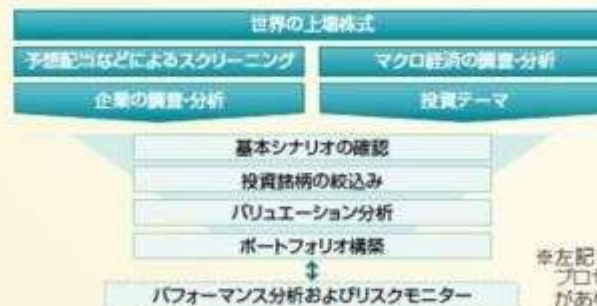 世界の上場株式
予想配当などによるスクリーニング
マクロ経済の調査・分析
企業の調査・分析
投資テーマ
基本シナリオの確認
投資銘柄の絞込み
バリュエーション分析
ポートフォリオ構築
パフォーマンス分析およびリスクモニター
※左記
プロセ
があ